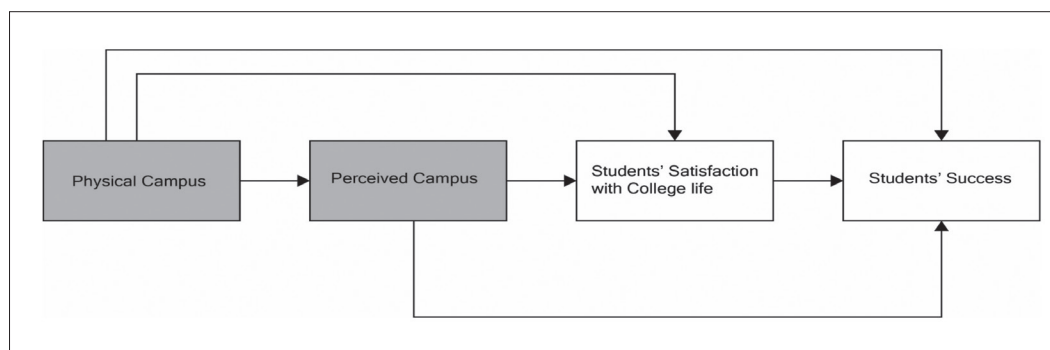 Physical Campus
Perceived Campus
Students’ Satisfaction
with College life
Students’ Success